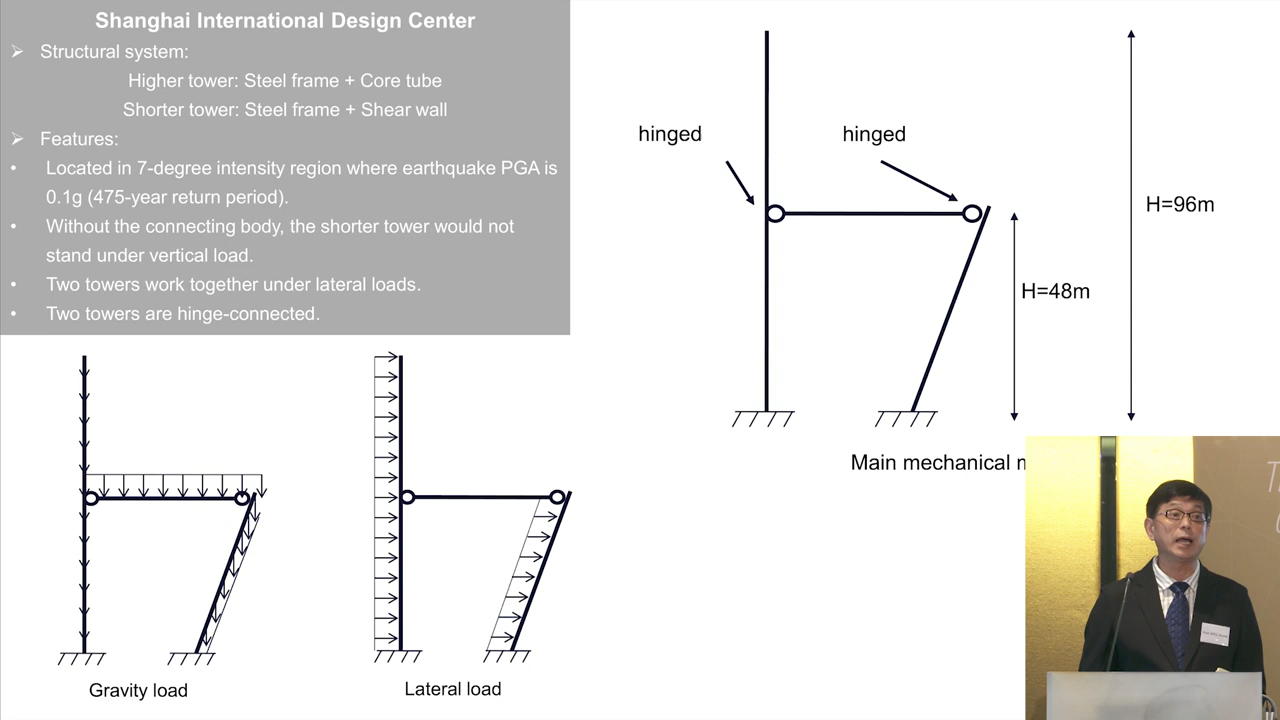 Shanghai International Design Center
➢ Structural system:
Higher tower: Steel frame + Core tube
Shorter tower: Steel frame + Shear wall
➢ Features:
• Located in 7-degree intensity region where earthquake PGA is
0.1g (475-year return period).
• Without the connecting body, the shorter tower would not
stand under vertical load.
• Two towers work together under lateral loads.
• Two towers are hinge-connected.
hinged
hinged
H=96m
H=48m
Main mechanical
Gravity load
Lateral load